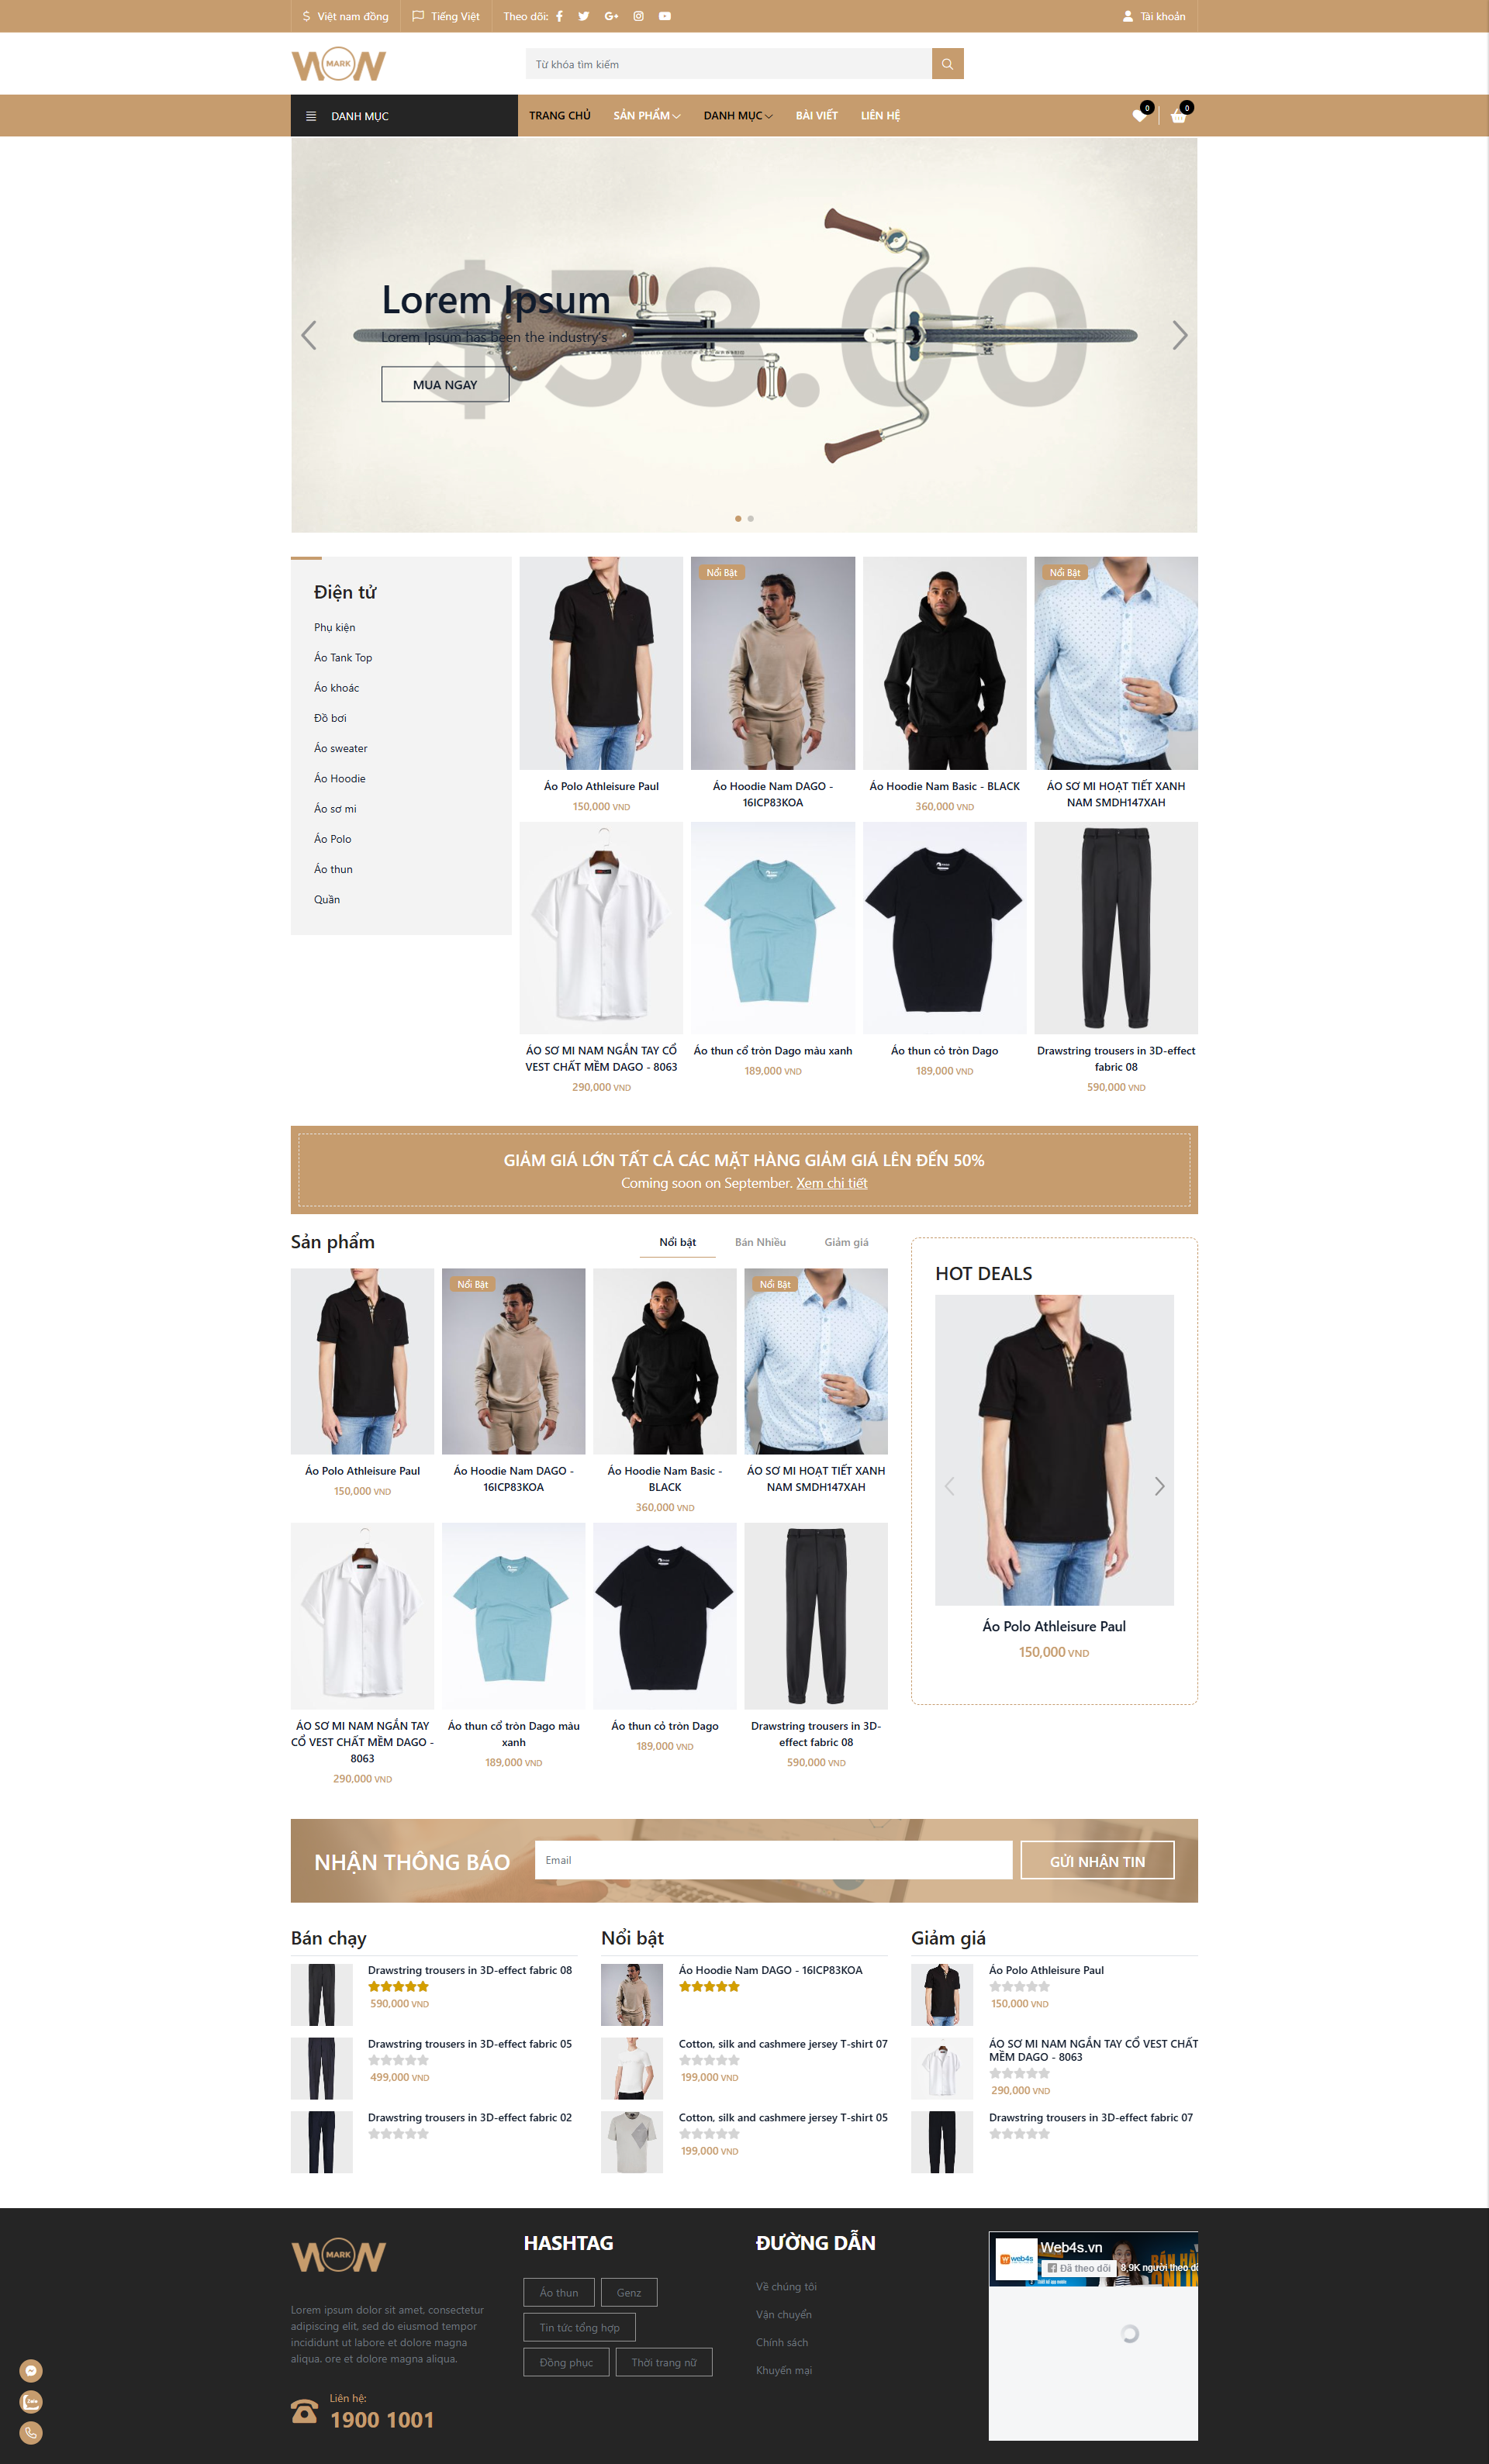 Việt nam đồng
Tiếng Việt
Theo dõi:
Tài khoản
WOW MARK
Từ khóa tìm kiếm
DANH MỤC
TRANG CHỦ
SẢN PHẨM
DANH MỤC
BÀI VIẾT
LIÊN HỆ
0
0
$58.00
Lorem Ipsum
Lorem Ipsum has been the industry's
MUA NGAY
Điện tử
Phụ kiện
Áo Tank Top
Áo khoác
Đồ bơi
Áo sweater
Áo Hoodie
Áo sơ mi
Áo Polo
Áo thun
Quần
Áo Polo Athleisure Paul
150,000 VND
Nổi Bật
Áo Hoodie Nam DAGO -
16ICP83KOA
Áo Hoodie Nam Basic - BLACK
360,000 VND
Nổi Bật
ÁO SƠ MI HOẠT TIẾT XANH
NAM SMDH147XAH
ÁO SƠ MI NAM NGẮN TAY CỔ
VEST CHẤT MỀM DAGO - 8063
290,000 VND
Áo thun cổ tròn Dago màu xanh
189,000 VND
Áo thun cỏ tròn Dago
189,000 VND
Drawstring trousers in 3D-effect
fabric 08
590,000 VND
GIẢM GIÁ LỚN TẤT CẢ CÁC MẶT HÀNG GIẢM GIÁ LÊN ĐẾN 50%
Coming soon on September. Xem chi tiết
Sản phẩm
Nổi bật
Bán Nhiều
Giảm giá
Áo Polo Athleisure Paul
150,000 VND
Nổi Bật
Áo Hoodie Nam DAGO -
16ICP83KOA
Áo Hoodie Nam Basic -
BLACK
360,000 VND
Nổi Bật
ÁO SƠ MI HOẠT TIẾT XANH
NAM SMDH147XAH
ÁO SƠ MI NAM NGẮN TAY
CỔ VEST CHẤT MỀM DAGO -
8063
290,000 VND
Áo thun cổ tròn Dago màu
xanh
189,000 VND
Áo thun cỏ tròn Dago
189,000 VND
Drawstring trousers in 3D-
effect fabric 08
590,000 VND
HOT DEALS
Áo Polo Athleisure Paul
150,000 VND
NHẬN THÔNG BÁO
Email
GỬI NHẬN TIN
Bán chạy
Drawstring trousers in 3D-effect fabric 08
590,000 VND
Drawstring trousers in 3D-effect fabric 05
499,000 VND
Drawstring trousers in 3D-effect fabric 02
Nổi bật
Áo Hoodie Nam DAGO - 16ICP83KOA
Cotton, silk and cashmere jersey T-shirt 07
199,000 VND
Cotton, silk and cashmere jersey T-shirt 05
199,000 VND
Giảm giá
Áo Polo Athleisure Paul
150,000 VND
ÁO SƠ MI NAM NGẮN TAY CỔ VEST CHẤT
MỀM DAGO - 8063
290,000 VND
Drawstring trousers in 3D-effect fabric 07
WOW MARK
Lorem ipsum dolor sit amet, consectetur
adipiscing elit, sed do eiusmod tempor
incididunt ut labore et dolore magna
aliqua. ore et dolore magna aliqua.
Liên hệ:
1900 1001
HASHTAG
Áo thun
Genz
Tin tức tổng hợp
Đồng phục
Thời trang nữ
ĐƯỜNG DẪN
Về chúng tôi
Vận chuyển
Chính sách
Khuyến mại
web4s
Web4s.vn
Đã theo dõi
8,9K người theo
BÁN
ONLIN
Zalo